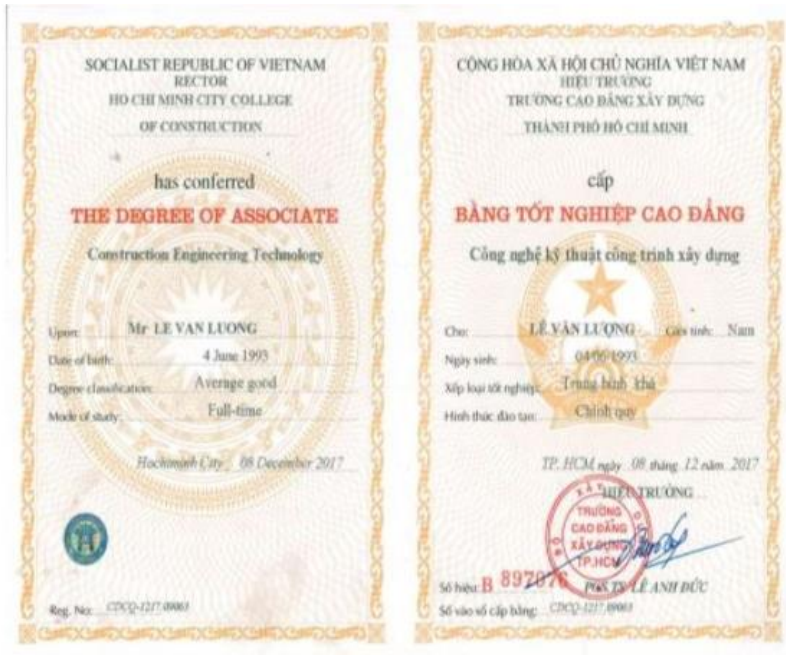 SOCIALIST REPUBLIC OF VIETNAM
RECTOR
HO CHI MINH CITY COLLEGE
OF CONSTRUCTION
has conferred
THE DEGREE OF ASSOCIATE
Construction Engineering Technology
Upon: Mr LE VAN LUONG
Date of birth: 4 June 1993
Degree classification: Average good
Mode of study: Full-time
Hochiminh City, 08 December 2017
Reg. No: CDCQ-1217.09063
CỘNG HÒA XÃ HỘI CHỦ NGHĨA VIỆT NAM
HIỆU TRƯỞNG
TRƯỜNG CAO ĐẲNG XÂY DỰNG
THÀNH PHỐ HỒ CHÍ MINH
cấp
BẰNG TỐT NGHIỆP CAO ĐẲNG
Công nghệ kỹ thuật công trình xây dựng
Cho: LÊ VĂN LƯỢNG Giới tính: Nam
Ngày sinh: 04/06/1993
Xếp loại tốt nghiệp: Trung bình khá
Hình thức đào tạo: Chính quy
TP. HCM ngày 08 tháng 12 năm 2017
HIỆU TRƯỞNG
TRƯỜNG
CAO ĐẲNG
XÂY DỰNG
TP.HCM
Số hiệu: B 897076 PGS.TS. LÊ ANH ĐỨC
Số vào sổ cấp bằng: CDCQ-1217.09063